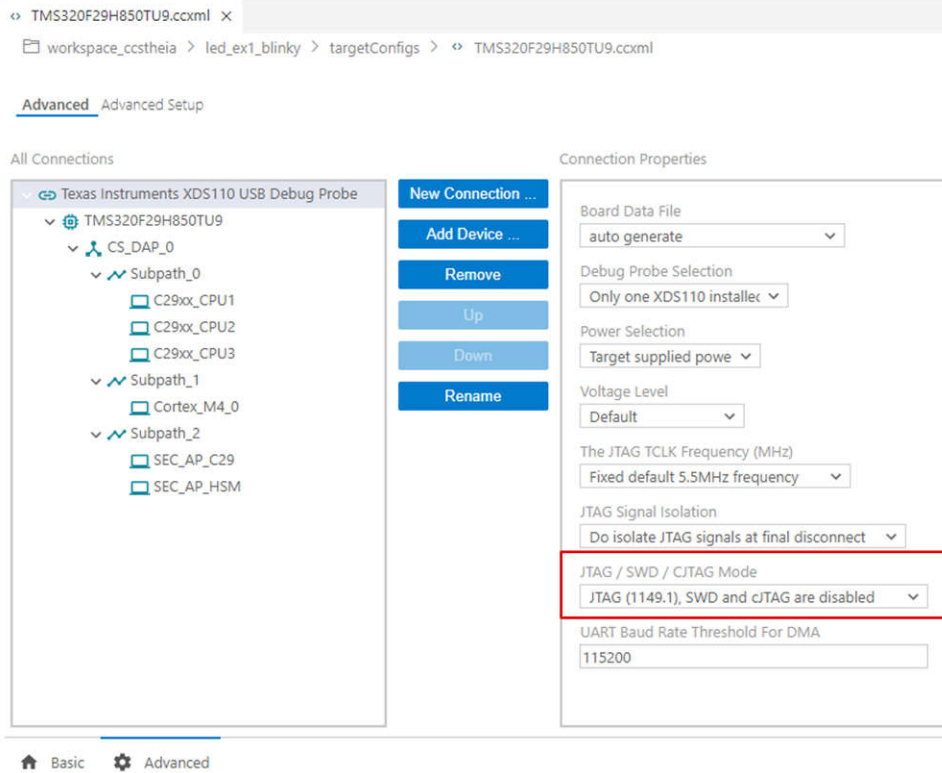 TMS320F29H850TU9.ccxml
workspace_ccstheia > led_ex1_blinky > targetConfigs > TMS320F29H850TU9.ccxml
Advanced Advanced Setup
All Connections
Texas Instruments XDS110 USB Debug Probe
TMS320F29H850TU9
CS_DAP_0
Subpath_0
C29xx_CPU1
C29xx_CPU2
C29xx_CPU3
Subpath_1
Cortex_M4_0
Subpath_2
SEC_AP_C29
SEC_AP_HSM
New Connection ...
Add Device ...
Remove
Up
Down
Rename
Connection Properties
Board Data File
auto generate
Debug Probe Selection
Only one XDS110 installec
Power Selection
Target supplied powe
Voltage Level
Default
The JTAG TCLK Frequency (MHz)
Fixed default 5.5MHz frequency
JTAG Signal Isolation
Do isolate JTAG signals at final disconnect
JTAG / SWD / CJTAG Mode
JTAG (1149.1), SWD and cJTAG are disabled
UART Baud Rate Threshold For DMA
115200
Basic Advanced